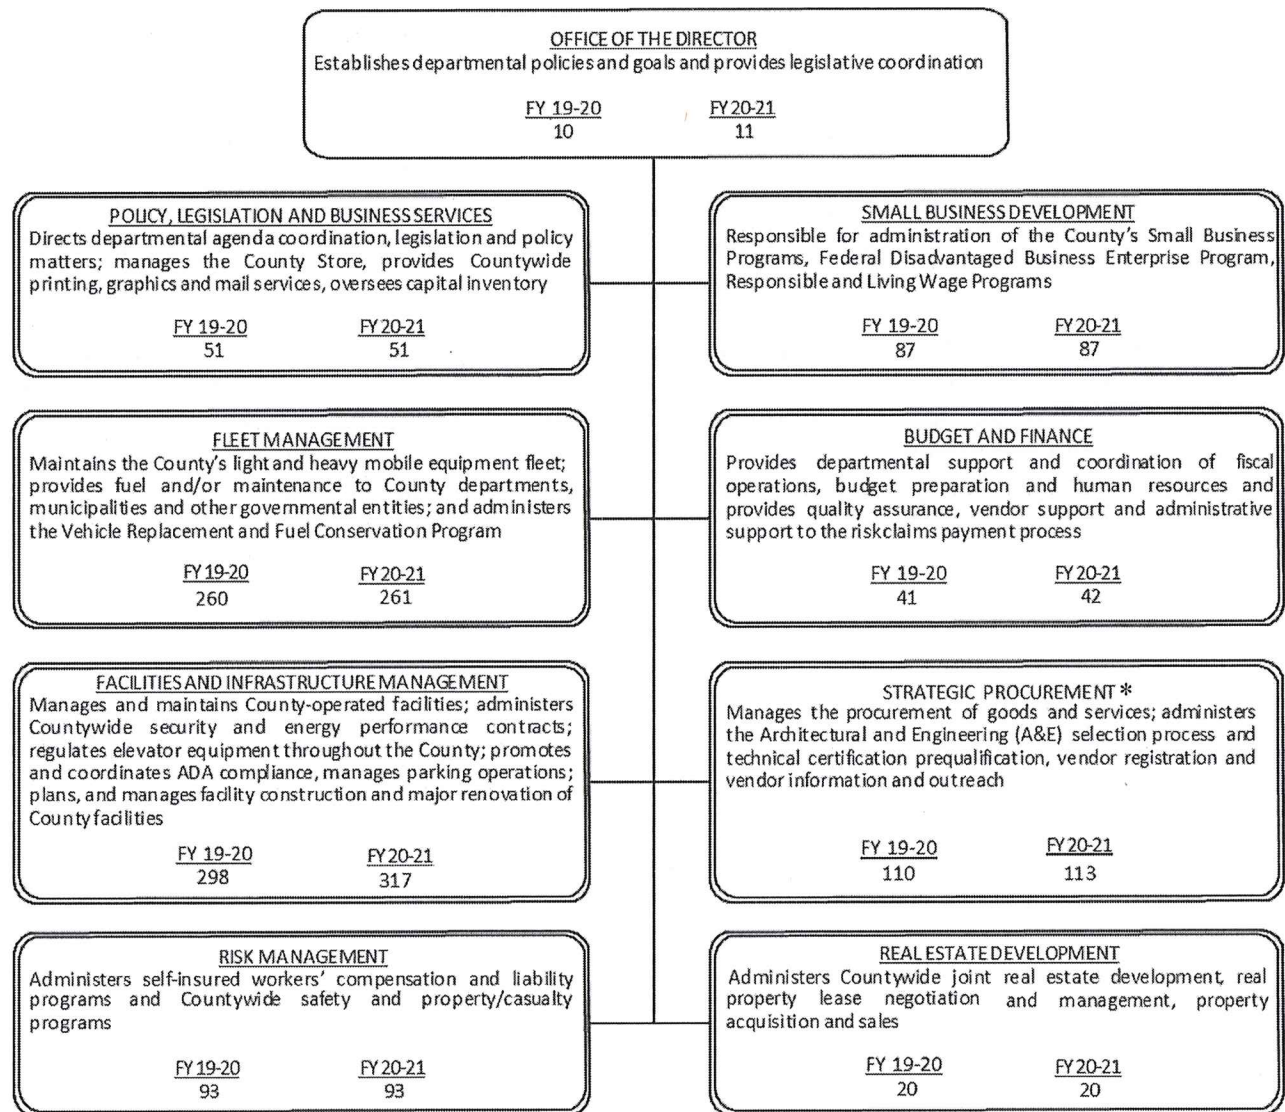 OFFICE OF THE DIRECTOR
Establishes departmental policies and goals and provides legislative coordination
FY 19-20 FY 20-21
10 11
POLICY, LEGISLATION AND BUSINESS SERVICES
Directs departmental agenda coordination, legislation and policy
matters; manages the County Store, provides Countywide
printing, graphics and mail services, oversees capital inventory
FY 19-20 FY 20-21
51 51
SMALL BUSINESS DEVELOPMENT
Responsible for administration of the County's Small Business
Programs, Federal Disadvantaged Business Enterprise Program,
Responsible and Living Wage Programs
FY 19-20 FY 20-21
87 87
FLEET MANAGEMENT
Maintains the County's light and heavy mobile equipment fleet;
provides fuel and/or maintenance to County departments,
municipalities and other governmental entities; and administers
the Vehicle Replacement and Fuel Conservation Program
FY 19-20 FY 20-21
260 261
BUDGET AND FINANCE
Provides departmental support and coordination of fiscal
operations, budget preparation and human resources and
provides quality assurance, vendor support and administrative
support to the risk claims payment process
FY 19-20 FY 20-21
41 42
FACILITIES AND INFRASTRUCTURE MANAGEMENT
Manages and maintains County-operated facilities; administers
Countywide security and energy performance contracts;
regulates elevator equipment throughout the County; promotes
and coordinates ADA compliance, manages parking operations;
plans, and manages facility construction and major renovation of
County facilities
FY 19-20 FY 20-21
298 317
STRATEGIC PROCUREMENT *
Manages the procurement of goods and services; administers
the Architectural and Engineering (A&E) selection process and
technical certification prequalification, vendor registration and
vendor information and outreach
FY 19-20 FY 20-21
110 113
RISK MANAGEMENT
Administers self-insured workers' compensation and liability
programs and Countywide safety and property/casualty
programs
FY 19-20 FY 20-21
93 93
REAL ESTATE DEVELOPMENT
Administers Countywide joint real estate development, real
property lease negotiation and management, property
acquisition and sales
FY 19-20 FY 20-21
20 20